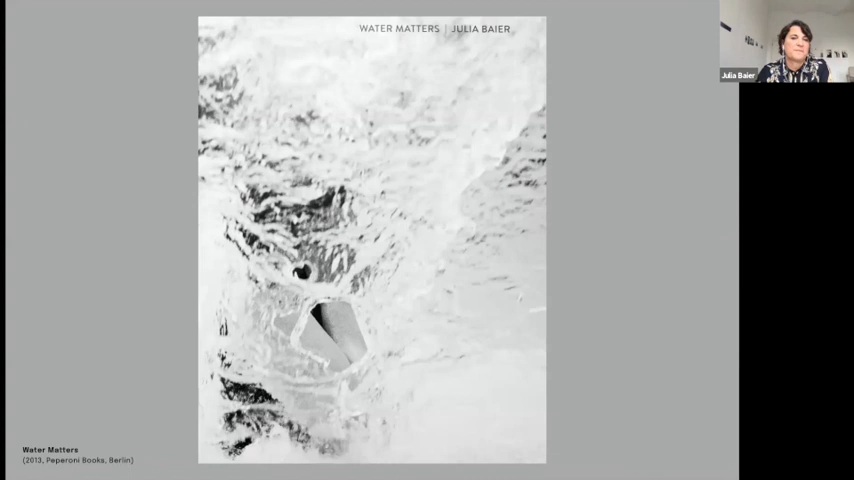 WATER MATTERS | JULIA BAIER
Julia Baier
Water Matters
(2013, Peperoni Books, Berlin)